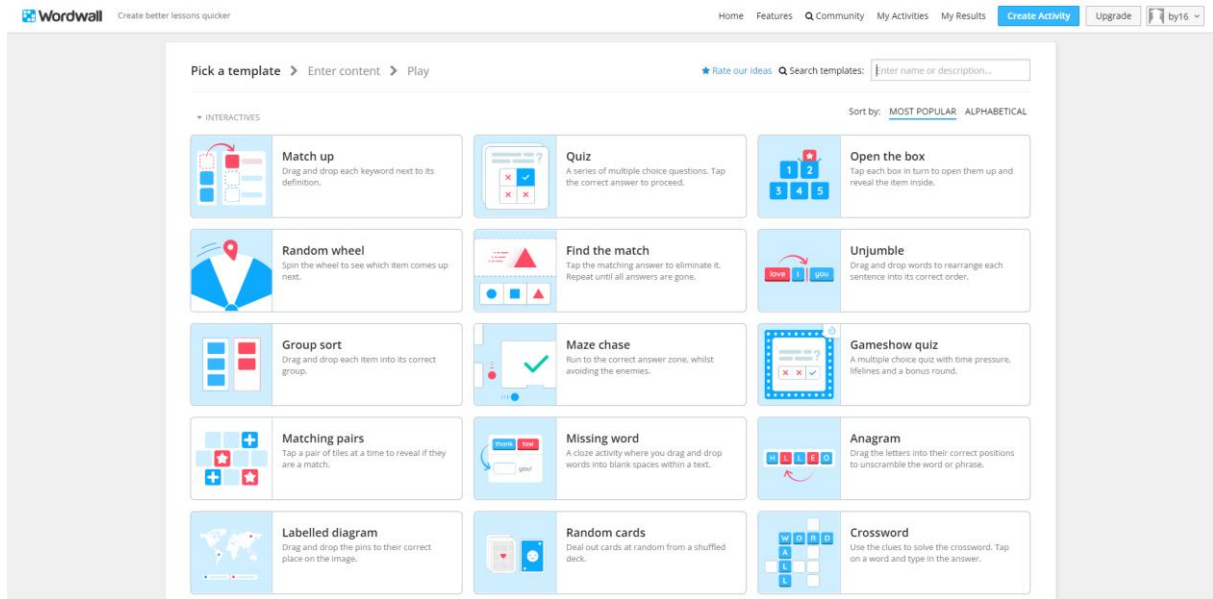 Wordwall Create better lessons quicker Home Features Community My Activities My Results Create Activity Upgrade by16
Pick a template > Enter content > Play Rate our ideas Search templates: Enter name or description...
INTERACTIVES Sort by: MOST POPULAR ALPHABETICAL
Match up
Drag and drop each keyword next to its
definition.
?
Quiz
A series of multiple choice questions. Tap
the correct answer to proceed.
1 2
3 4 5
Open the box
Tap each box in turn to open them up and
reveal the item inside.
Random wheel
Spin the wheel to see which item comes up
next.
Find the match
Tap the matching answer to eliminate it.
Repeat until all answers are gone.
love I you
Unjumble
Drag and drop words to rearrange each
sentence into its correct order.
Group sort
Drag and drop each item into its correct
group.
Maze chase
Run to the correct answer zone, whilst
avoiding the enemies.
?
Gameshow quiz
A multiple choice quiz with time pressure,
lifelines and a bonus round.
Matching pairs
Tap a pair of tiles at a time to reveal if they
are a match.
thank taxi
you!
Missing word
A cloze activity where you drag and drop
words into blank spaces within a text.
H L L E O
Anagram
Drag the letters into their correct positions
to unscramble the word or phrase.
Labelled diagram
Drag and drop the pins to their correct
place on the image.
Random cards
Deal out cards at random from a shuffled
deck.
W O R D
A
L
L
Crossword
Use the clues to solve the crossword. Tap
on a word and type in the answer.